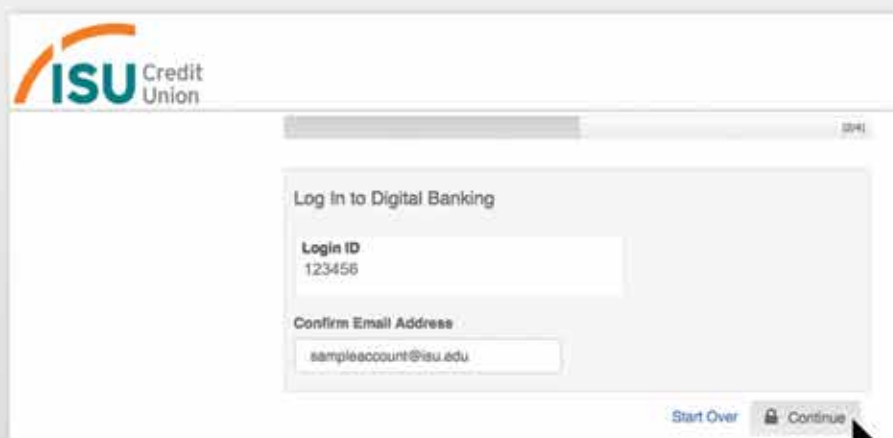 ISU Credit
Union
[2/4]
Log In to Digital Banking
Login ID
123456
Confirm Email Address
sampleaccount@isu.edu
Start Over
Continue